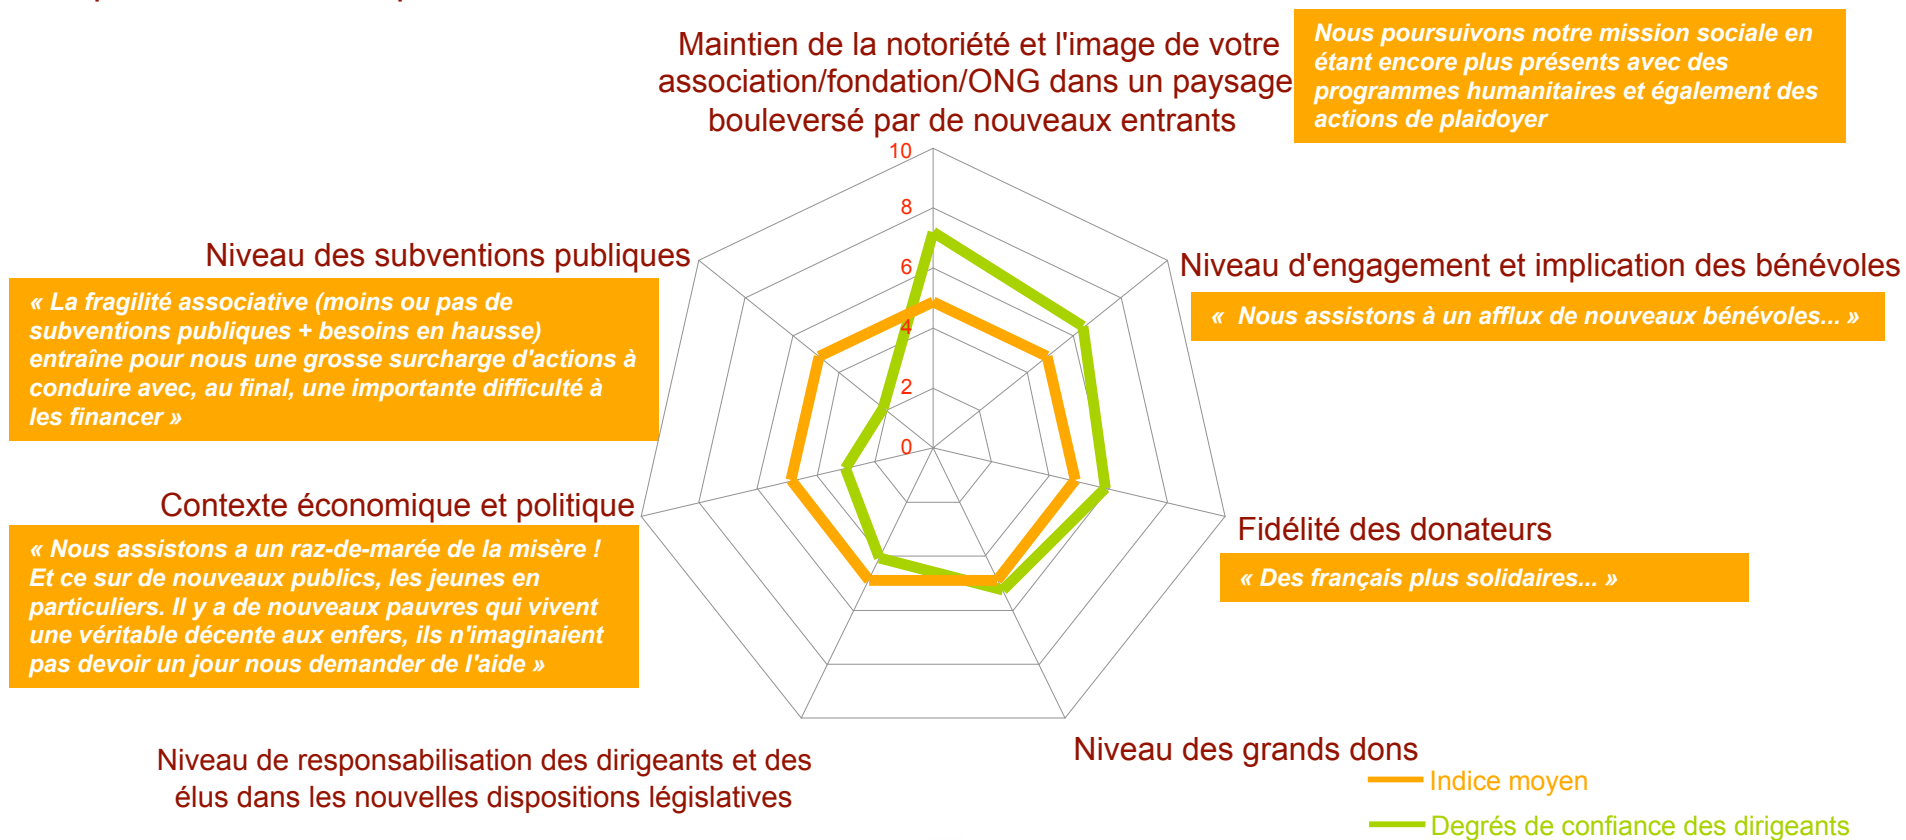 Maintien de la notoriété et l'image de votre
association/fondation/ONG dans un paysage
bouleversé par de nouveaux entrants
Nous poursuivons notre mission sociale en
étant encore plus présents avec des
programmes humanitaires et également des
actions de plaidoyer
10
8
6
4
2
0
Niveau des subventions publiques
« La fragilité associative (moins ou pas de
subventions publiques + besoins en hausse)
entraîne pour nous une grosse surcharge d'actions à
conduire avec, au final, une importante difficulté à
les financer »
Niveau d'engagement et implication des bénévoles
« Nous assistons à un afflux de nouveaux bénévoles... »
Contexte économique et politique
« Nous assistons a un raz-de-marée de la misère !
Et ce sur de nouveaux publics, les jeunes en
particuliers. Il y a de nouveaux pauvres qui vivent
une véritable décente aux enfers, ils n'imaginaient
pas devoir un jour nous demander de l'aide »
Fidélité des donateurs
« Des français plus solidaires... »
Niveau de responsabilisation des dirigeants et des
élus dans les nouvelles dispositions législatives
Niveau des grands dons
Indice moyen
Degrés de confiance des dirigeants